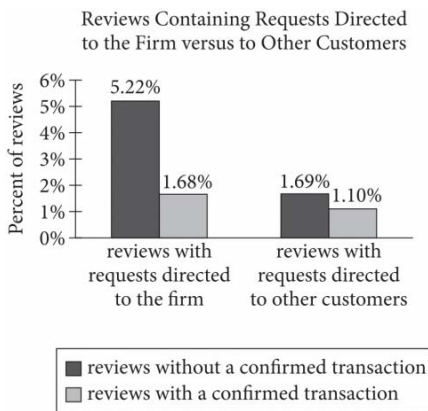 Reviews Containing Requests Directed
to the Firm versus to Other Customers
Percent of reviews
6%
5%
4%
3%
2%
1%
0%
5.22%
1.68%
1.69%
1.10%
reviews with
requests directed
to the firm
reviews with
requests directed
to other customers
reviews without a confirmed transaction
reviews with a confirmed transaction